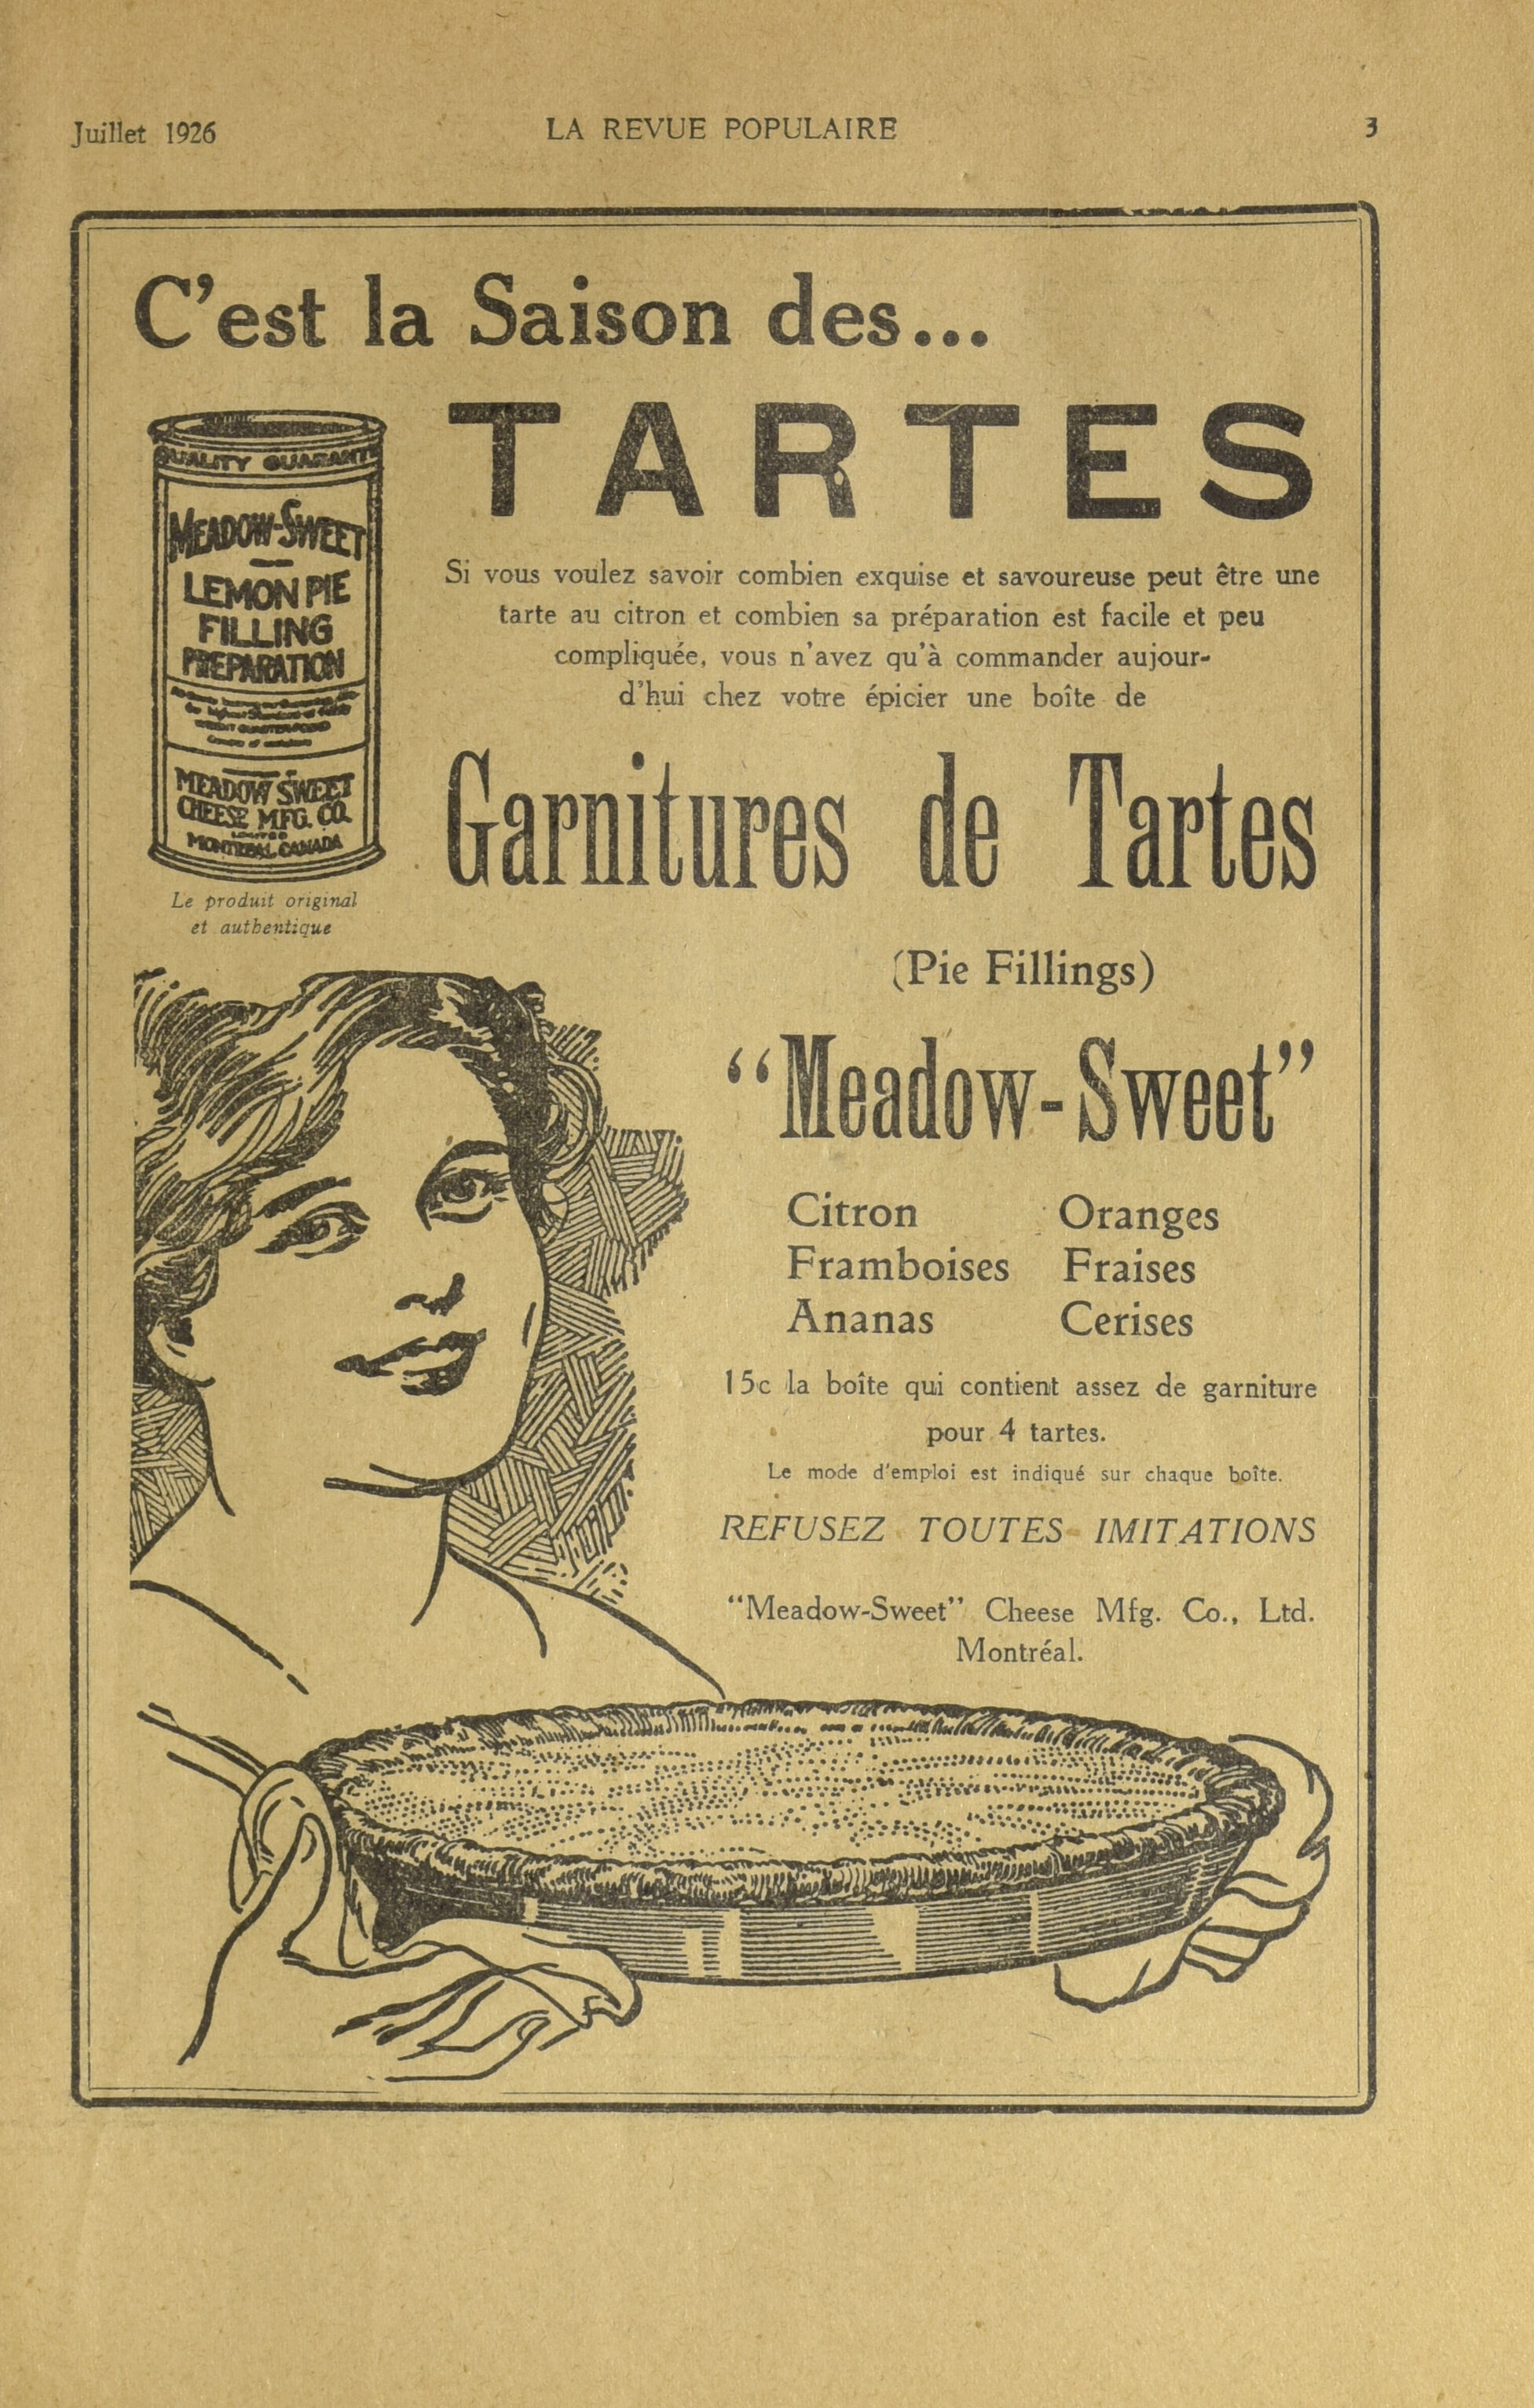 Juillet 1926
LA REVUE POPULAIRE
3
C'est la Saison des...
TARTES
QUALITY GUARANT
MEADOW-SWEET
LEMON PIE
FILLING
PREPARATION
MEADOW SWEET
CHEESE MFG. CO.
LIMITED
MONTREAL, CANADA
Le produit original
et authentique
Si vous voulez savoir combien exquise et savoureuse peut être une
tarte au citron et combien sa préparation est facile et peu
compliquée, vous n'avez qu'à commander aujour-
d'hui chez votre épicier une boîte de
Garnitures de Tartes
(Pie Fillings)
“Meadow-Sweet”
Citron Oranges
Framboises Fraises
Ananas Cerises
15c la boîte qui contient assez de garniture
pour 4 tartes.
Le mode d'emploi est indiqué sur chaque boîte.
REFUSEZ TOUTES IMITATIONS
“Meadow-Sweet” Cheese Mfg. Co., Ltd.
Montréal.